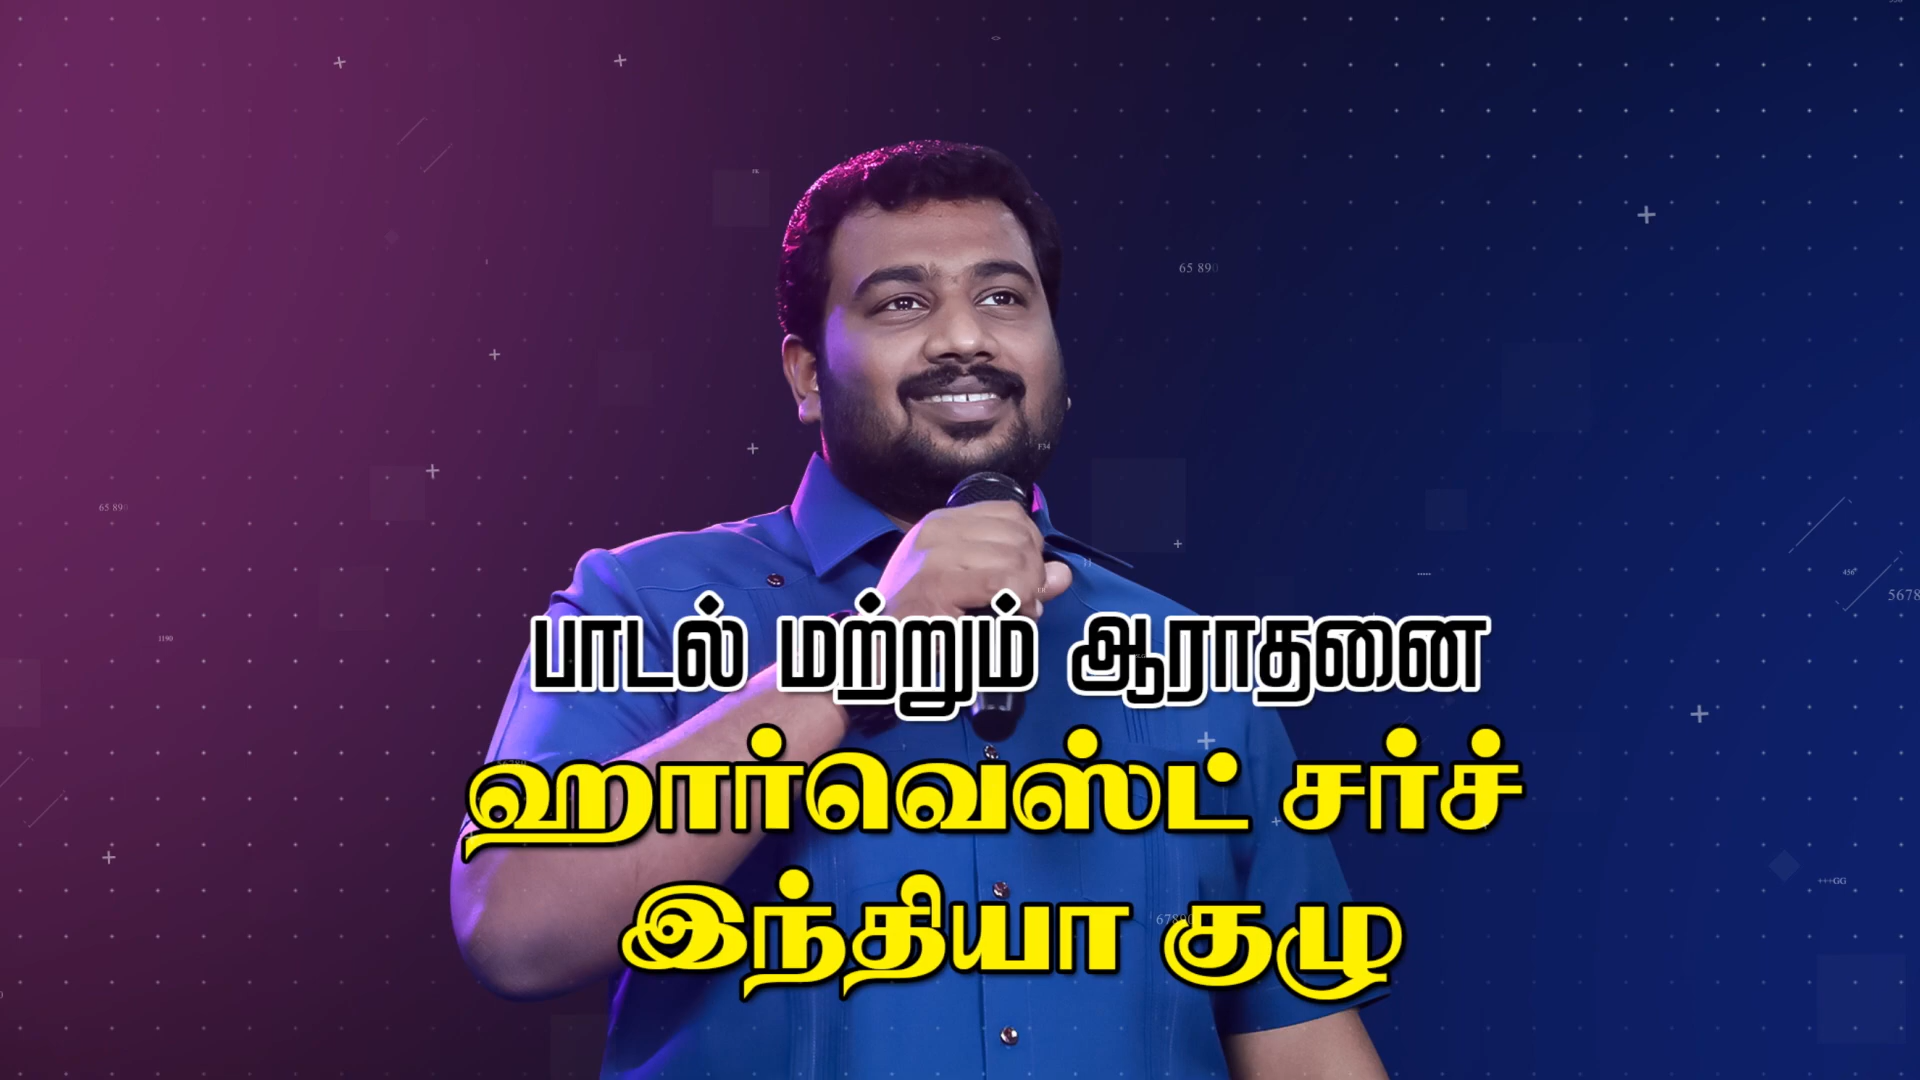 பாடல் மற்றும் ஆராதனை
ஹார்வெஸ்ட் சர்ச்
இந்தியா குழு